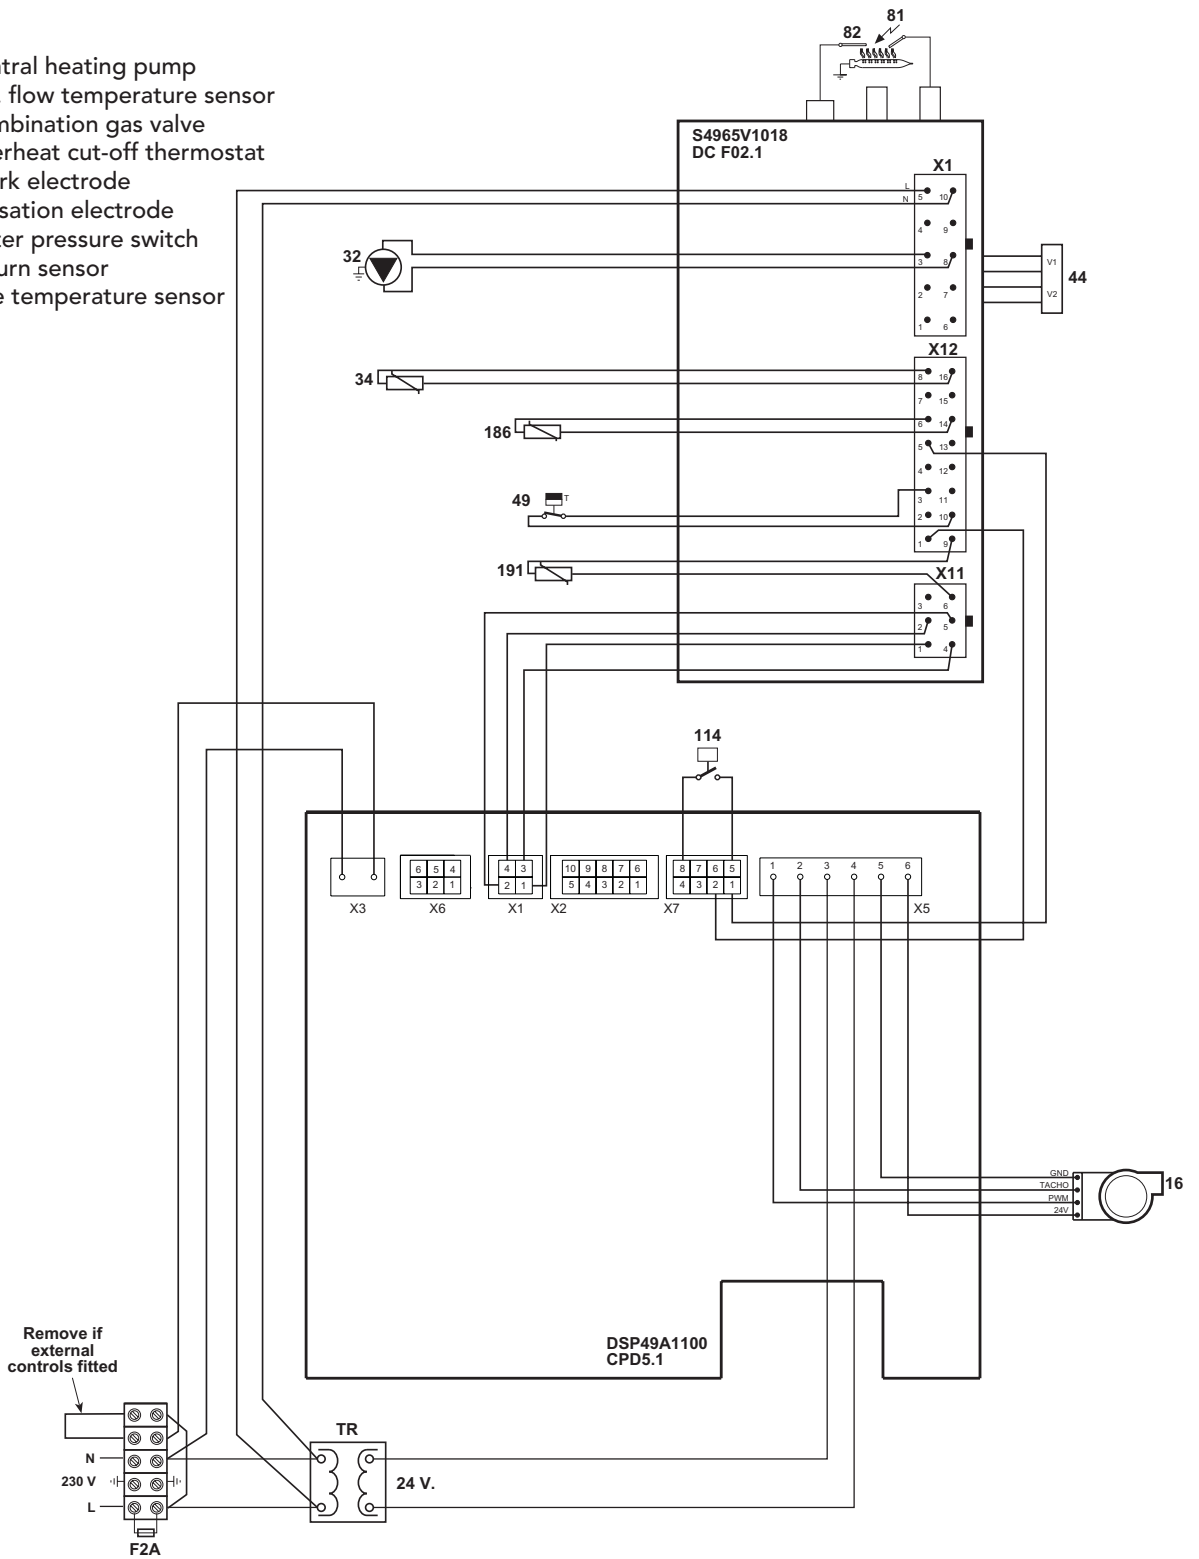 81
82
ntral heating pump
. flow temperature sensor
mbination gas valve
erheat cut-off thermostat
rk electrode
isation electrode
ter pressure switch
urn sensor
e temperature sensor
S4965V1018
DC F02.1
X1
L
N
5 10
4 9
3 8
2 7
1 6
32
V1
V2
44
X12
34
8 16
7 15
186
6 14
5 13
4 12
49
T
3 11
2 10
1 9
191
X11
3 6
2 5
1 4
114
6 5 4
3 2 1
4 3
2 1
10 9 8 7 6
5 4 3 2 1
8 7 6 5
4 3 2 1
1 2 3 4 5 6
X3 X6 X1 X2 X7 X5
GND
TACHO
PWM
24V
16
Remove if
external
controls fitted
DSP49A1100
CPD5.1
TR
N
230 V
L
24 V.
F2A